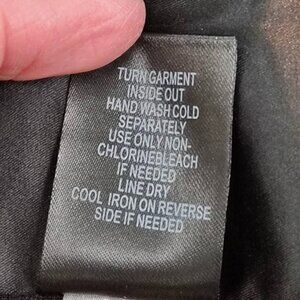 TURN GARMENT
INSIDE OUT
HAND WASH COLD
SEPARATELY
USE ONLY NON-
CHLORINEBLEACH
IF NEEDED
LINE DRY
COOL IRON ON REVERSE
SIDE IF NEEDED